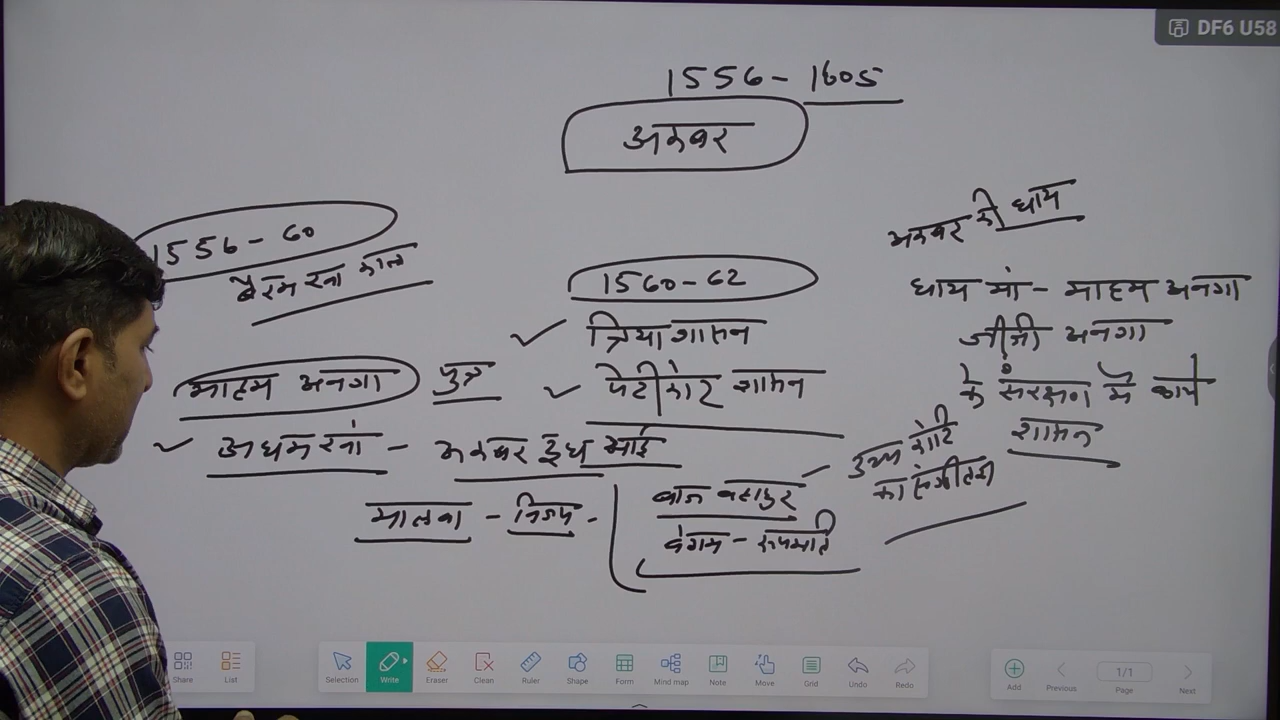 DF6 U58
1556 - 1605
अकबर
1556 - 60
बैरम खां काल
1560 - 62
✓ त्रिया शासन
✓ पेटीकोट शासन
अकबर की धाय
धाय मां - माहम अनगा
जीजी अनगा
के संरक्षण में कार्य
शासन
माहम अनगा पुत्र
✓ अधम खां - अकबर दूध भाई
मालवा - विजय -
बाज बहादुर
बेगम - रूपमति
उच्च कोटि
का संगीतज्ञ
Share List Selection Write Eraser Clean Ruler Shape Form Mind map Note Move Grid Undo Redo Add Previous 1/1 Page Next